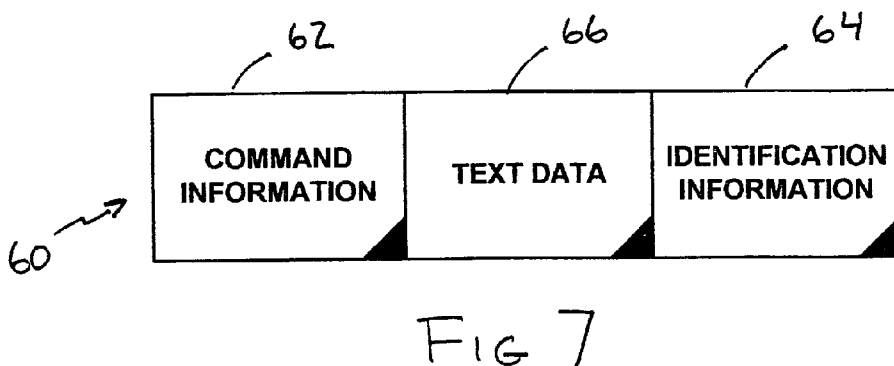 62
66
64
COMMAND
INFORMATION
TEXT DATA
IDENTIFICATION
INFORMATION
60
FIG 7